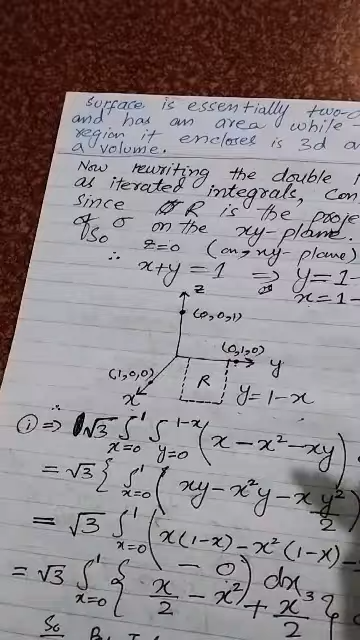 Surface is essentially two-d
and has an area while
region it encloses is 3d a
a volume.
Now rewriting the double
as iterated integrals, con
since R is the proje
of σ on the xy-plane.
So z=0 (on xy-plane)
∴ x+y = 1 ⇒ y = 1-
x = 1-
z
(0,0,1)
(0,1,0)
y
(1,0,0)
R
x
y = 1-x
∴
① ⇒ √3 ∫_{x=0}^{1} ∫_{y=0}^{1-x} (x - x² - xy)
= √3 { ∫_{x=0}^{1} ( xy - x²y - x y²/2
= √3 ∫_{x=0}^{1} ( x(1-x) - x²(1-x) -
- 0) dx
= √3 ∫_{x=0}^{1} { x/2 - x² + x³/2 }
So